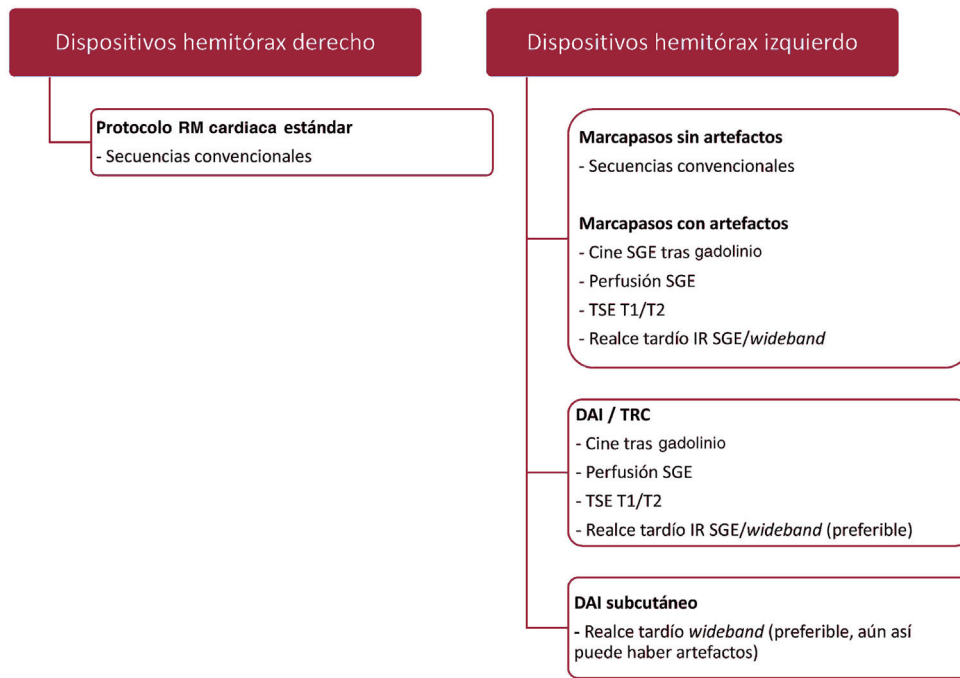 Dispositivos hemitórax derecho
Protocolo RM cardiaca estándar
- Secuencias convencionales
Dispositivos hemitórax izquierdo
Marcapasos sin artefactos
- Secuencias convencionales
Marcapasos con artefactos
- Cine SGE tras gadolinio
- Perfusión SGE
- TSE T1/T2
- Realce tardío IR SGE/wideband
DAI / TRC
- Cine tras gadolinio
- Perfusión SGE
- TSE T1/T2
- Realce tardío IR SGE/wideband (preferible)
DAI subcutáneo
- Realce tardío wideband (preferible, aún así
puede haber artefactos)